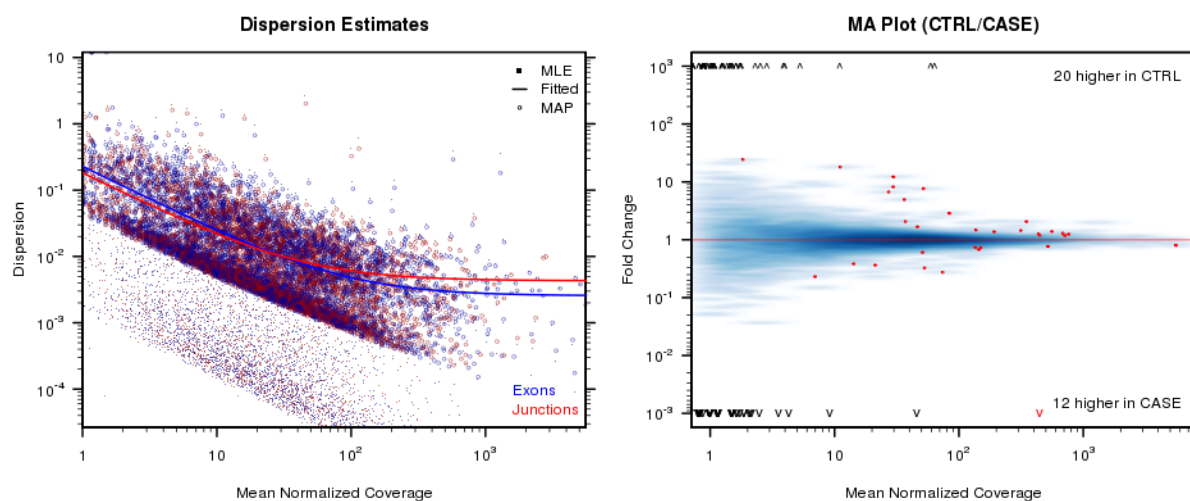 Dispersion Estimates
10
1
10⁻¹
10⁻²
10⁻³
10⁻⁴
Dispersion
MLE
Fitted
MAP
Exons
Junctions
1
10
10²
10³
Mean Normalized Coverage
MA Plot (CTRL/CASE)
10³
10²
10
1
10⁻¹
10⁻²
10⁻³
Fold Change
20 higher in CTRL
12 higher in CASE
1
10
10²
10³
Mean Normalized Coverage